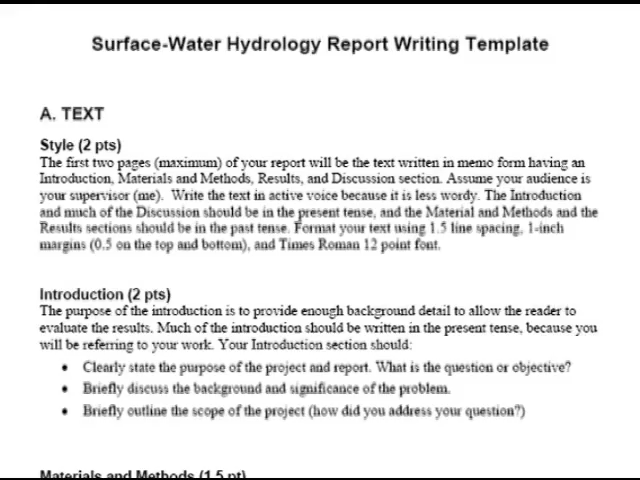 Surface-Water Hydrology Report Writing Template
A. TEXT
Style (2 pts)
The first two pages (maximum) of your report will be the text written in memo form having an
Introduction, Materials and Methods, Results, and Discussion section. Assume your audience is
your supervisor (me). Write the text in active voice because it is less wordy. The Introduction
and much of the Discussion should be in the present tense, and the Material and Methods and the
Results sections should be in the past tense. Format your text using 1.5 line spacing, 1-inch
margins (0.5 on the top and bottom), and Times Roman 12 point font.
Introduction (2 pts)
The purpose of the introduction is to provide enough background detail to allow the reader to
evaluate the results. Much of the introduction should be written in the present tense, because you
will be referring to your work. Your Introduction section should:
• Clearly state the purpose of the project and report. What is the question or objective?
• Briefly discuss the background and significance of the problem.
• Briefly outline the scope of the project (how did you address your question?)
Materials and Methods (1.5 pt)